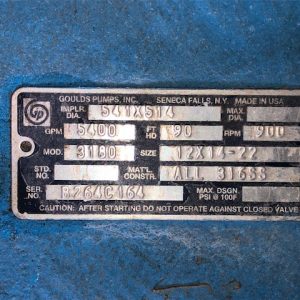 GOULDS PUMPS, INC. SENECA FALLS, N.Y. MADE IN USA
IMPLR. DIA. MAX. DIA.
GPM 5400 FT HD 90 RPM 900
MOD. 3180 SIZE 12X14-22
STD. NO. MAT'L. CONSTR. ALL 316SS
SER. NO. MAX. DSGN. PSI @ 100F
CAUTION: AFTER STARTING DO NOT OPERATE AGAINST CLOSED VALVE